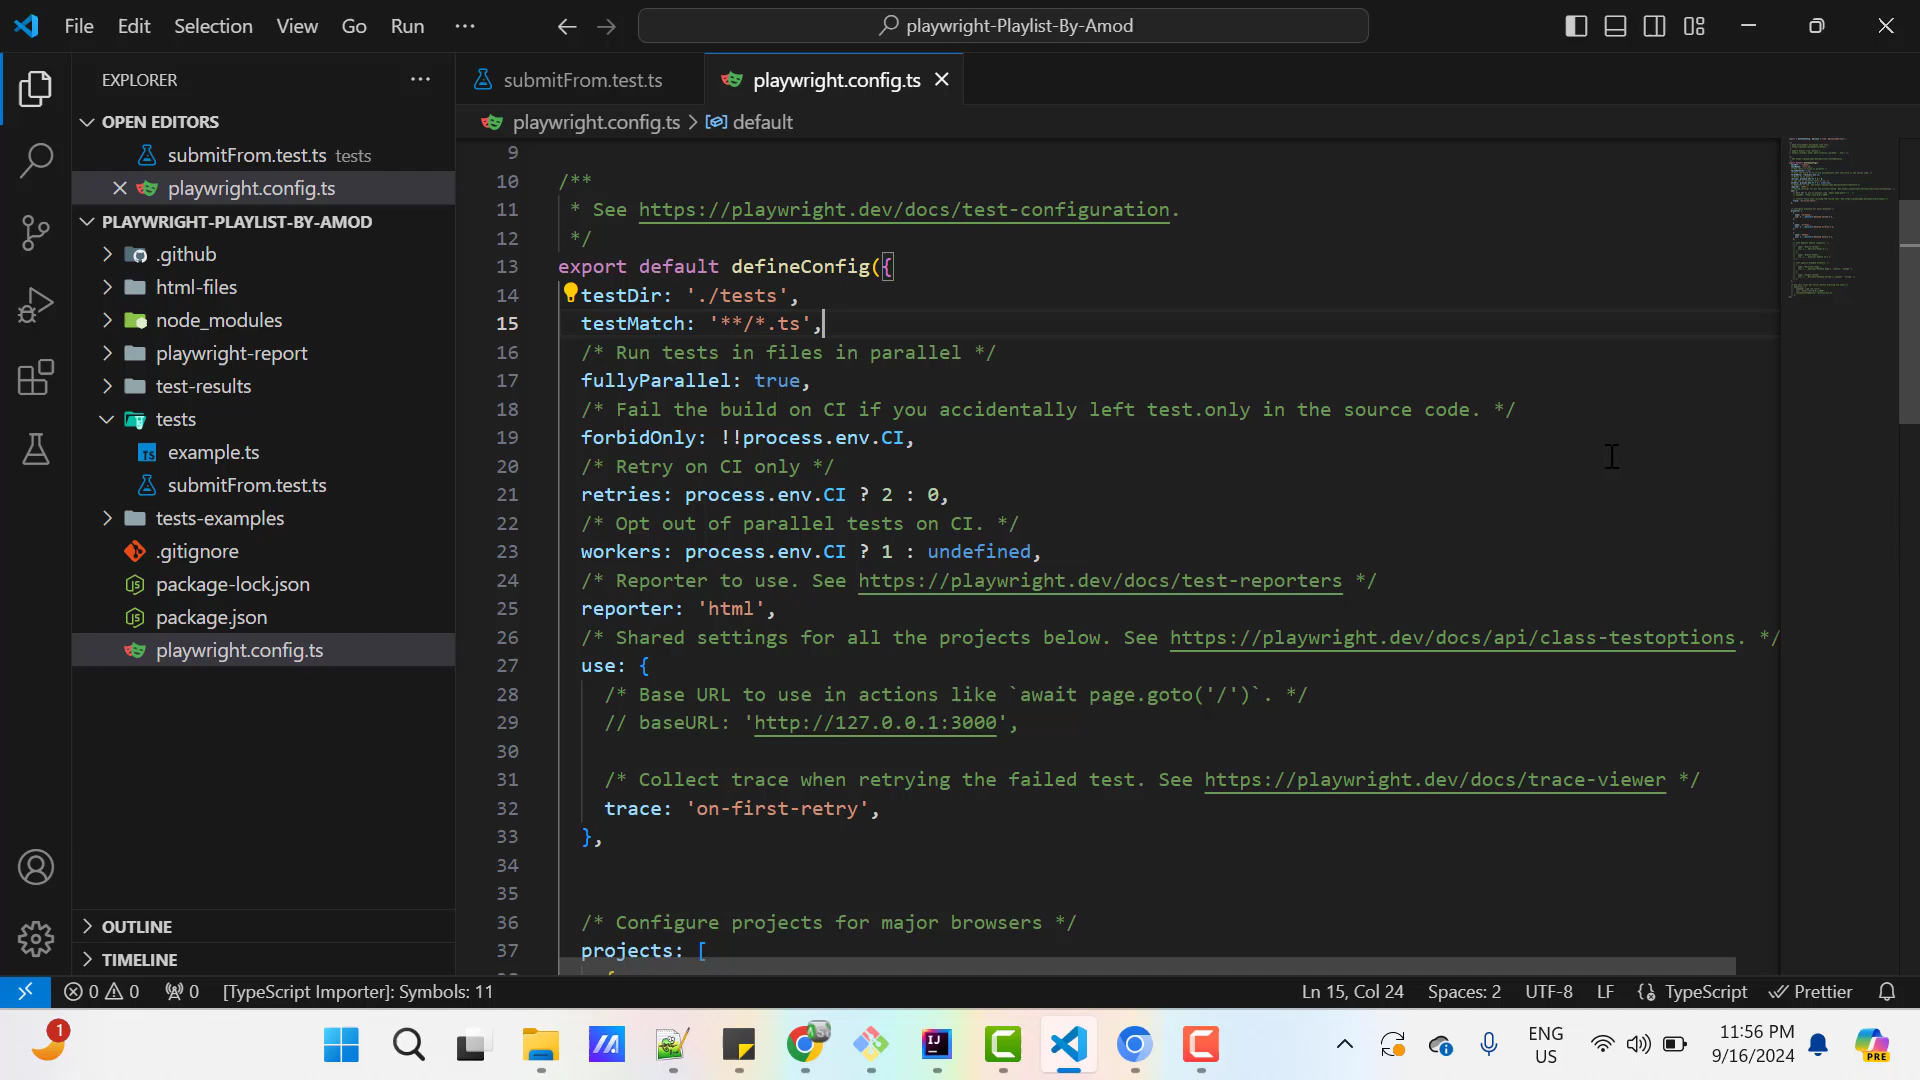 File Edit Selection View Go Run ...
playwright-Playlist-By-Amod
EXPLORER
OPEN EDITORS
submitFrom.test.ts tests
playwright.config.ts
PLAYWRIGHT-PLAYLIST-BY-AMOD
.github
html-files
node_modules
playwright-report
test-results
tests
TS example.ts
submitFrom.test.ts
tests-examples
.gitignore
package-lock.json
package.json
playwright.config.ts
OUTLINE
TIMELINE
submitFrom.test.ts playwright.config.ts
playwright.config.ts > default
9
10 /**
11 * See https://playwright.dev/docs/test-configuration.
12 */
13 export default defineConfig({
14 testDir: './tests',
15 testMatch: '**/*.ts',
16 /* Run tests in files in parallel */
17 fullyParallel: true,
18 /* Fail the build on CI if you accidentally left test.only in the source code. */
19 forbidOnly: !!process.env.CI,
20 /* Retry on CI only */
21 retries: process.env.CI ? 2 : 0,
22 /* Opt out of parallel tests on CI. */
23 workers: process.env.CI ? 1 : undefined,
24 /* Reporter to use. See https://playwright.dev/docs/test-reporters */
25 reporter: 'html',
26 /* Shared settings for all the projects below. See https://playwright.dev/docs/api/class-testoptions. */
27 use: {
28 /* Base URL to use in actions like `await page.goto('/')`. */
29 // baseURL: 'http://127.0.0.1:3000',
30
31 /* Collect trace when retrying the failed test. See https://playwright.dev/docs/trace-viewer */
32 trace: 'on-first-retry',
33 },
34
35
36 /* Configure projects for major browsers */
37 projects: [
0 0 0 [TypeScript Importer]: Symbols: 11 Ln 15, Col 24 Spaces: 2 UTF-8 LF {} TypeScript Prettier
1
ENG
US
11:56 PM
9/16/2024
PRE